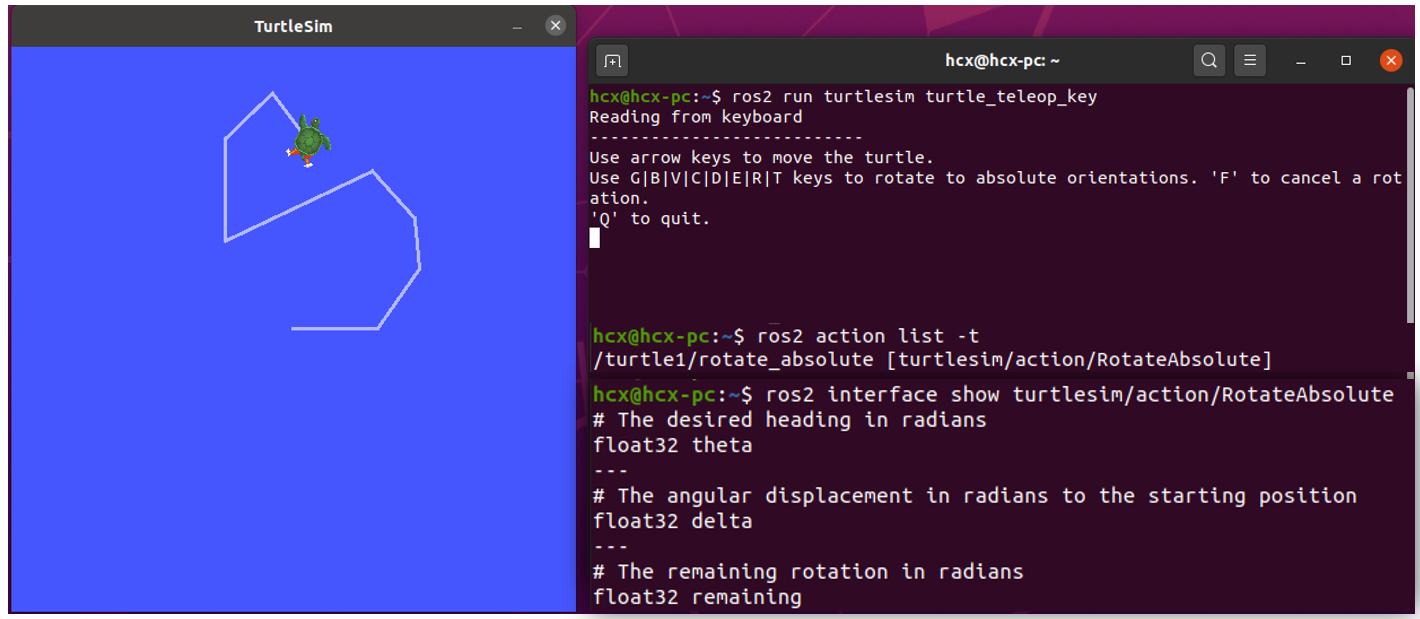 TurtleSim
hcx@hcx-pc: ~
hcx@hcx-pc:~$ ros2 run turtlesim turtle_teleop_key
Reading from keyboard
---------------------------
Use arrow keys to move the turtle.
Use G|B|V|C|D|E|R|T keys to rotate to absolute orientations. 'F' to cancel a rot
ation.
'Q' to quit.
hcx@hcx-pc:~$ ros2 action list -t
/turtle1/rotate_absolute [turtlesim/action/RotateAbsolute]
hcx@hcx-pc:~$ ros2 interface show turtlesim/action/RotateAbsolute
# The desired heading in radians
float32 theta
---
# The angular displacement in radians to the starting position
float32 delta
---
# The remaining rotation in radians
float32 remaining